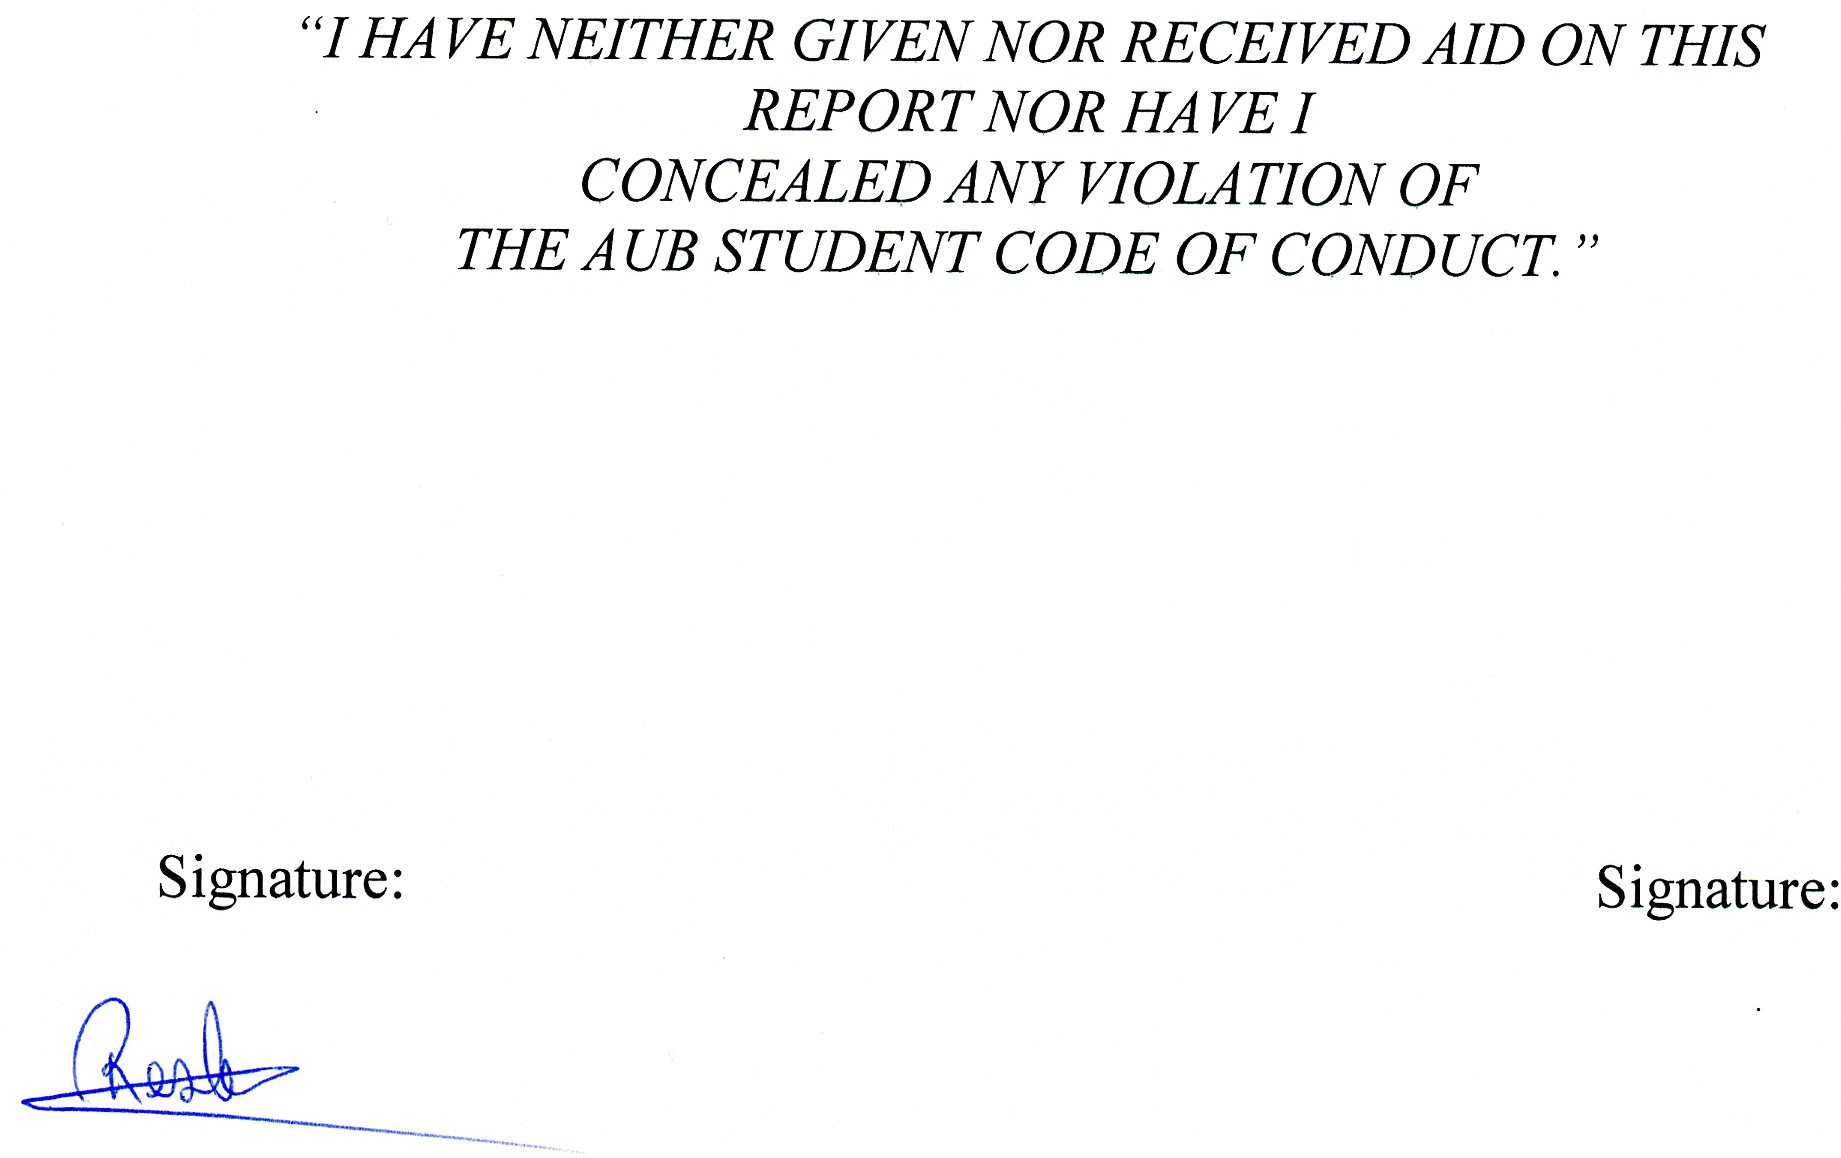 “I HAVE NEITHER GIVEN NOR RECEIVED AID ON THIS
REPORT NOR HAVE I
CONCEALED ANY VIOLATION OF
THE AUB STUDENT CODE OF CONDUCT.”
Signature: Signature: